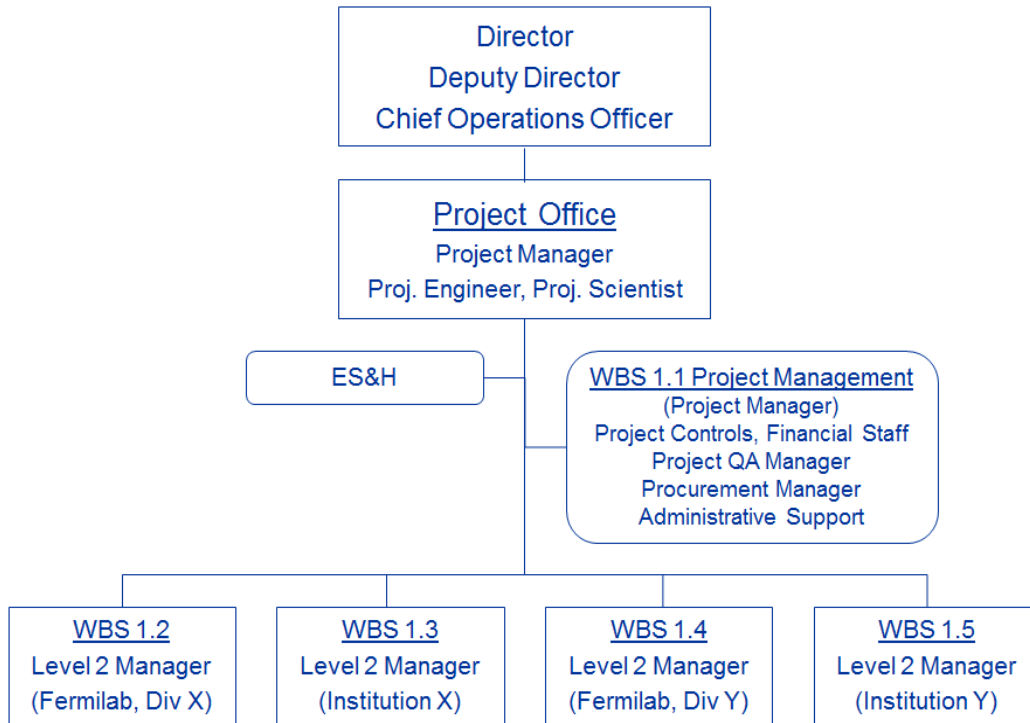 Director
Deputy Director
Chief Operations Officer
Project Office
Project Manager
Proj. Engineer, Proj. Scientist
ES&H
WBS 1.1 Project Management
(Project Manager)
Project Controls, Financial Staff
Project QA Manager
Procurement Manager
Administrative Support
WBS 1.2
Level 2 Manager
(Fermilab, Div X)
WBS 1.3
Level 2 Manager
(Institution X)
WBS 1.4
Level 2 Manager
(Fermilab, Div Y)
WBS 1.5
Level 2 Manager
(Institution Y)